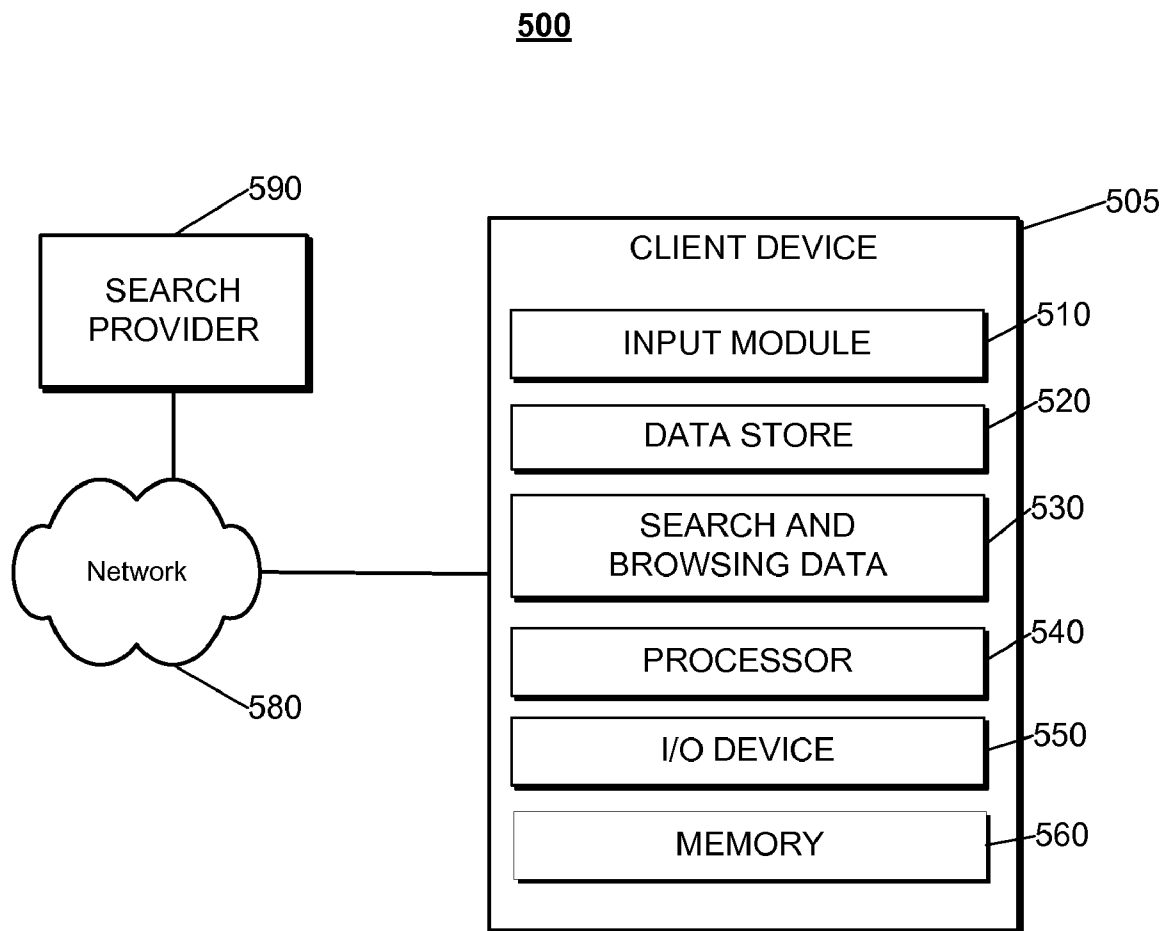 500
590
SEARCH
PROVIDER
505
CLIENT DEVICE
510
INPUT MODULE
520
DATA STORE
530
SEARCH AND
BROWSING DATA
Network
580
540
PROCESSOR
550
I/O DEVICE
560
MEMORY